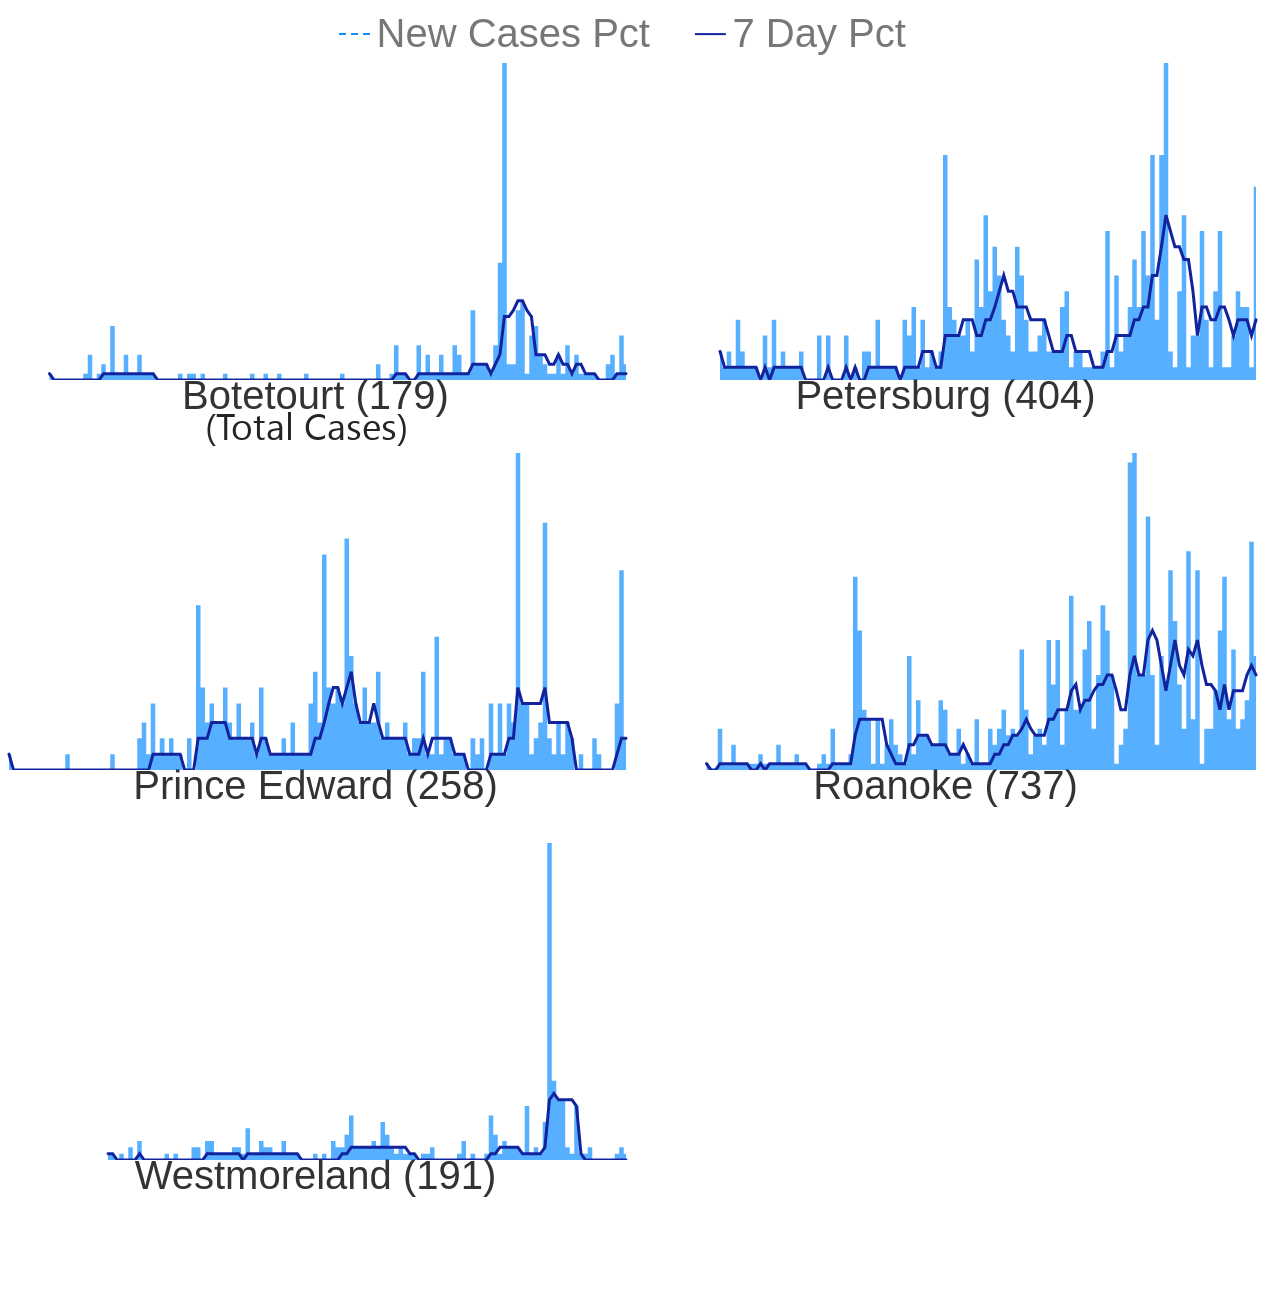 New Cases Pct 7 Day Pct
Botetourt (179) Petersburg (404)
(Total Cases)
Prince Edward (258) Roanoke (737)
Westmoreland (191)